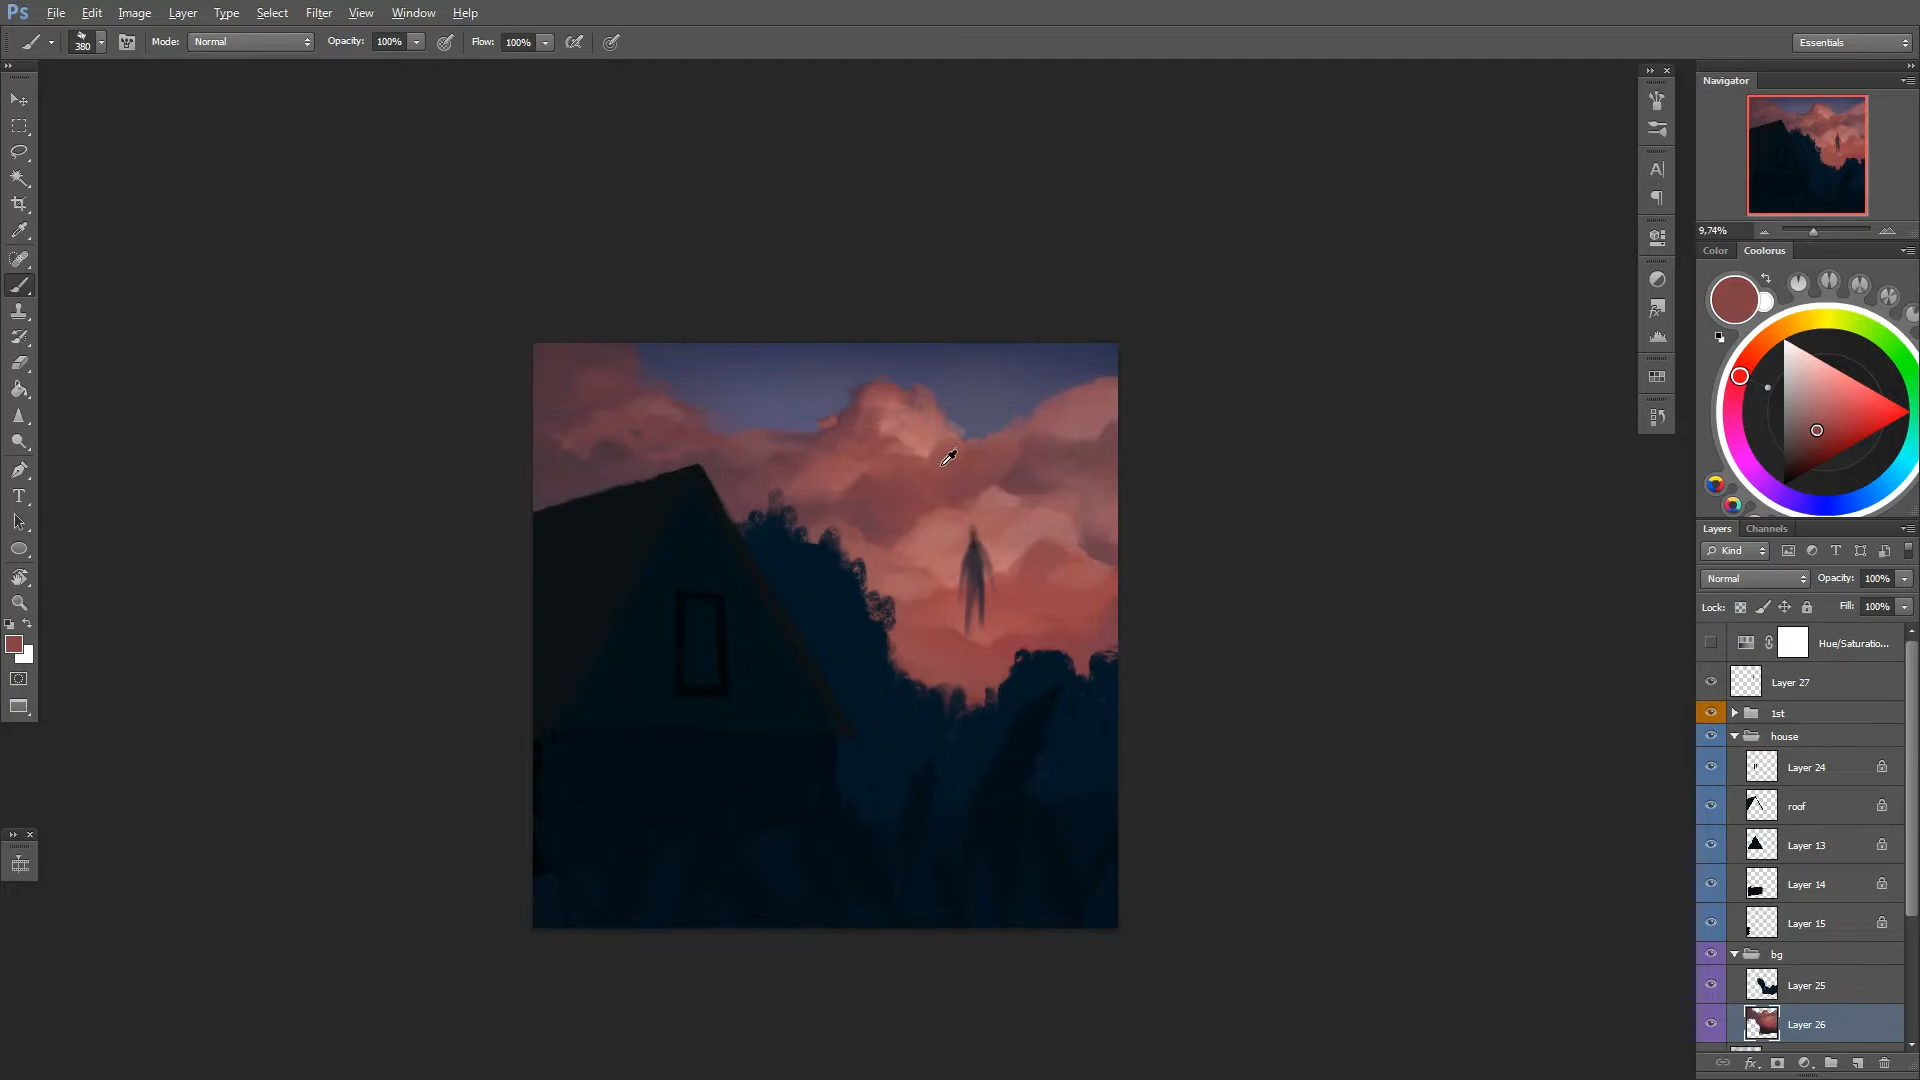 Ps File Edit Image Layer Type Select Filter View Window Help
380 Mode: Normal Opacity: 100% Flow: 100% Essentials
Navigator
9,74%
Color Coolorus
Layers Channels
Kind
Normal Opacity: 100%
Lock: Fill: 100%
Hue/Saturatio...
Layer 27
1st
house
Layer 24
roof
Layer 13
Layer 14
Layer 15
bg
Layer 25
Layer 26